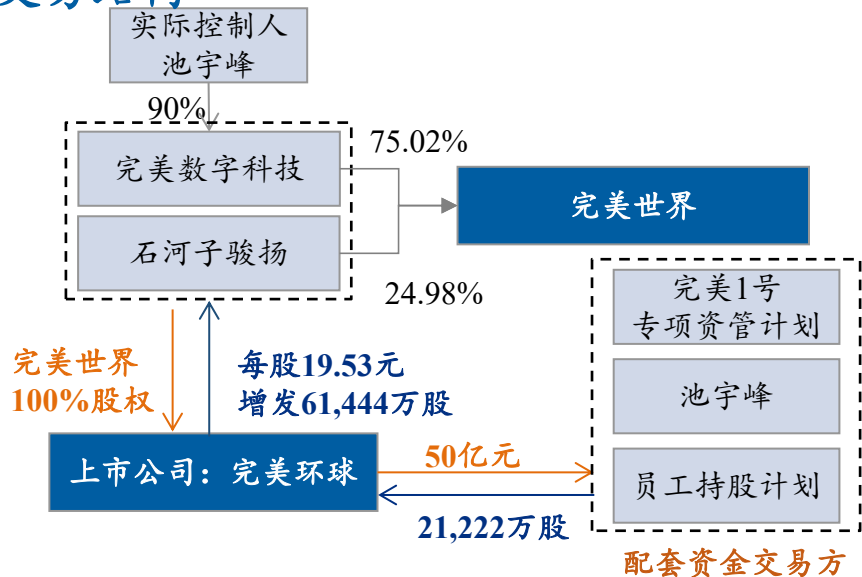 实际控制人
池宇峰
90%
完美数字科技
75.02%
完美世界
石河子骏扬
24.98%
完美1号
专项资管计划
池宇峰
员工持股计划
完美世界
100%股权
每股19.53元
增发61,444万股
上市公司：完美环球
50亿元
21,222万股
配套资金交易方